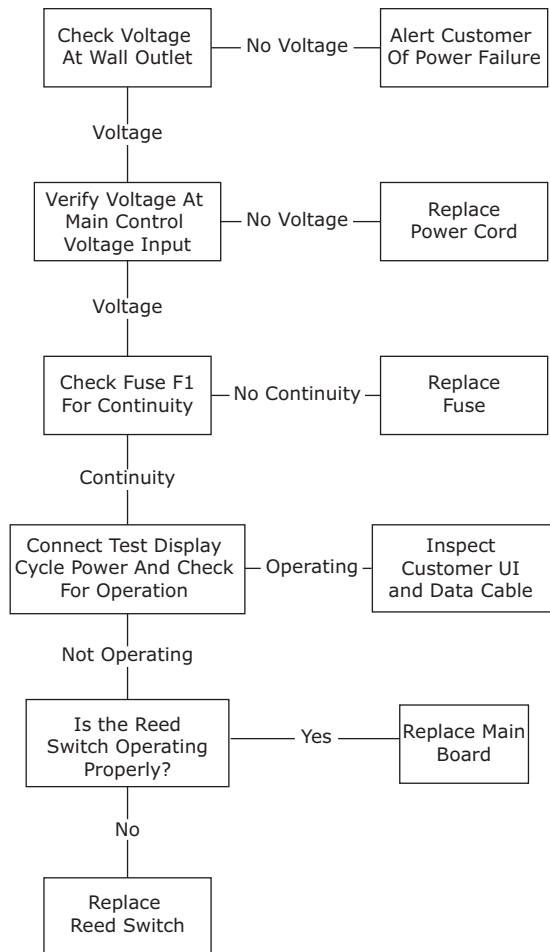 Check Voltage
At Wall Outlet
No Voltage
Alert Customer
Of Power Failure
Voltage
Verify Voltage At
Main Control
Voltage Input
No Voltage
Replace
Power Cord
Voltage
Check Fuse F1
For Continuity
No Continuity
Replace
Fuse
Continuity
Connect Test Display
Cycle Power And Check
For Operation
Operating
Inspect
Customer UI
and Data Cable
Not Operating
Is the Reed
Switch Operating
Properly?
Yes
Replace Main
Board
No
Replace
Reed Switch